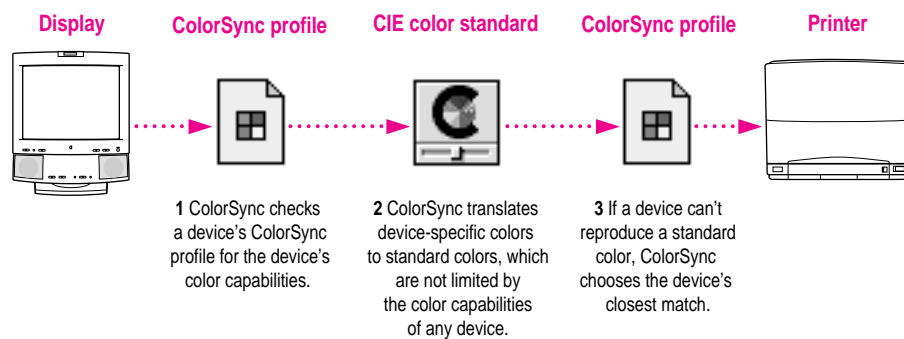 Display
ColorSync profile
CIE color standard
ColorSync profile
Printer
1 ColorSync checks
a device's ColorSync
profile for the device's
color capabilities.
2 ColorSync translates
device-specific colors
to standard colors, which
are not limited by
the color capabilities
of any device.
3 If a device can't
reproduce a standard
color, ColorSync
chooses the device's
closest match.